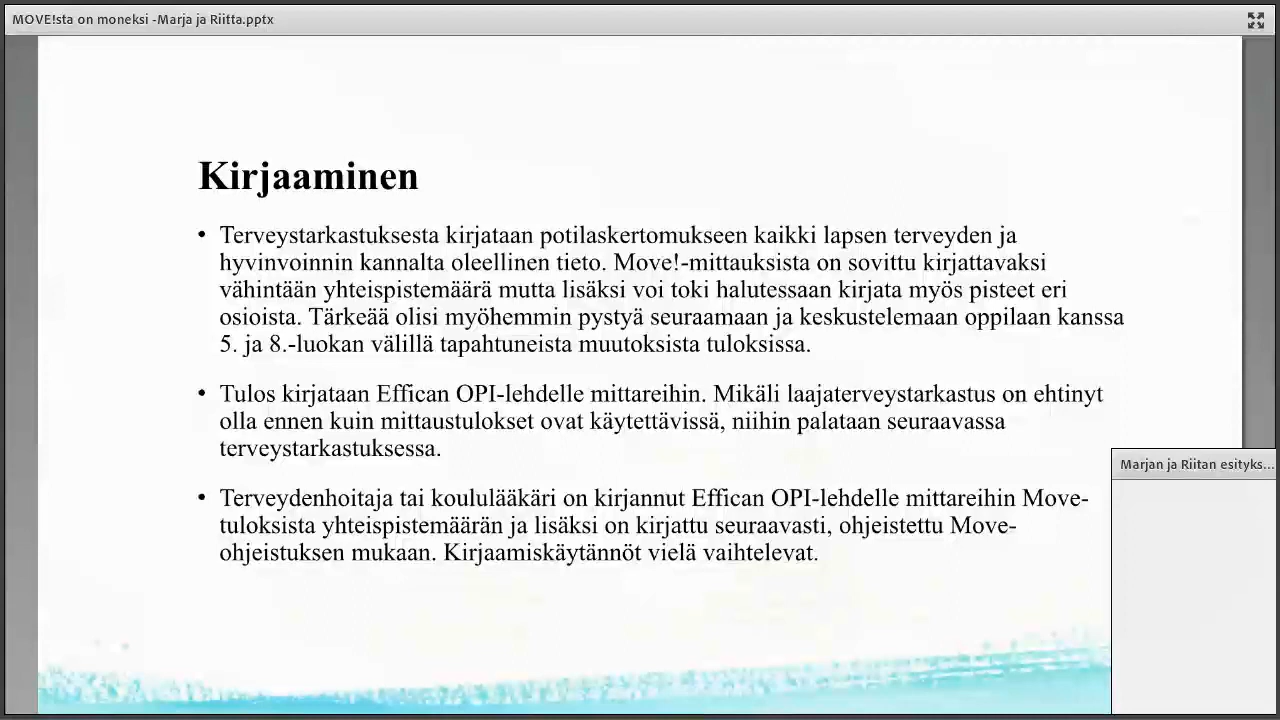 MOVE!sta on moneksi -Marja ja Riitta.pptx
Kirjaaminen
• Terveystarkastuksesta kirjataan potilaskertomukseen kaikki lapsen terveyden ja
hyvinvoinnin kannalta oleellinen tieto. Move!-mittauksista on sovittu kirjattavaksi
vähintään yhteispistemäärä mutta lisäksi voi toki halutessaan kirjata myös pisteet eri
osioista. Tärkeää olisi myöhemmin pystyä seuraamaan ja keskustelemaan oppilaan kanssa
5. ja 8.-luokan välillä tapahtuneista muutoksista tuloksissa.
• Tulos kirjataan Effican OPI-lehdelle mittareihin. Mikäli laajaterveystarkastus on ehtinyt
olla ennen kuin mittaustulokset ovat käytettävissä, niihin palataan seuraavassa
terveystarkastuksessa.
• Terveydenhoitaja tai koululääkäri on kirjannut Effican OPI-lehdelle mittareihin Move-
tuloksista yhteispistemäärän ja lisäksi on kirjattu seuraavasti, ohjeistettu Move-
ohjeistuksen mukaan. Kirjaamiskäytännöt vielä vaihtelevat.
Marjan ja Riitan esityks...